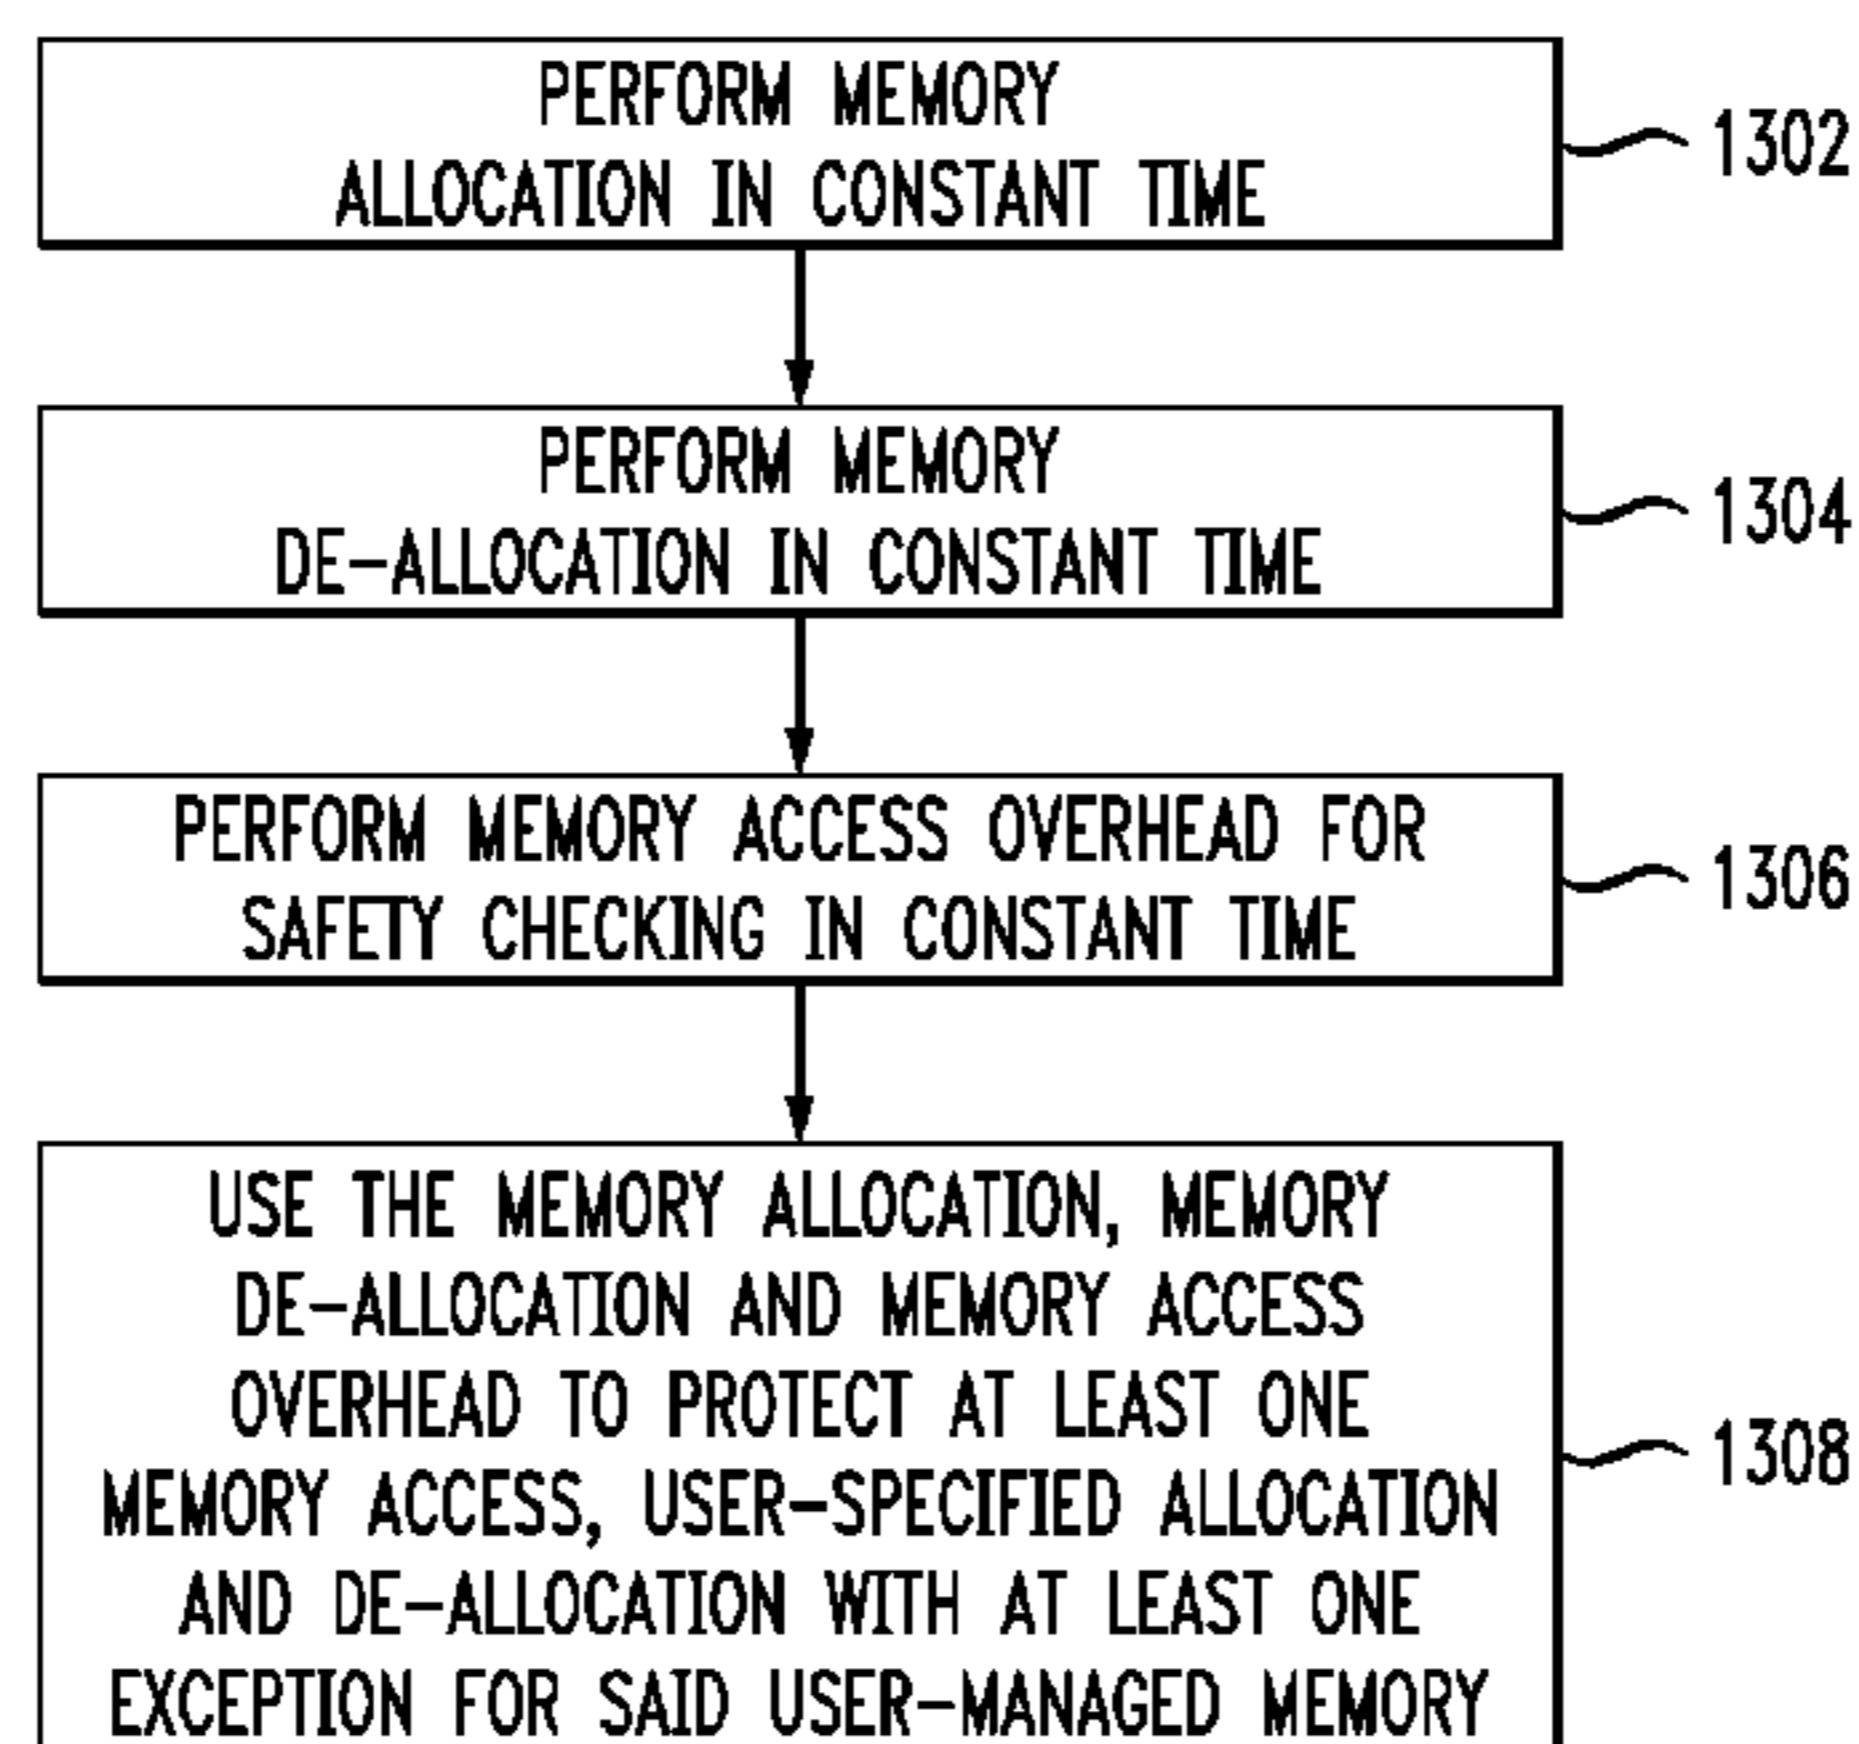 PERFORM MEMORY
ALLOCATION IN CONSTANT TIME
1302
PERFORM MEMORY
DE-ALLOCATION IN CONSTANT TIME
1304
PERFORM MEMORY ACCESS OVERHEAD FOR
SAFETY CHECKING IN CONSTANT TIME
1306
USE THE MEMORY ALLOCATION, MEMORY
DE-ALLOCATION AND MEMORY ACCESS
OVERHEAD TO PROTECT AT LEAST ONE
MEMORY ACCESS, USER-SPECIFIED ALLOCATION
AND DE-ALLOCATION WITH AT LEAST ONE
EXCEPTION FOR SAID USER-MANAGED MEMORY
1308